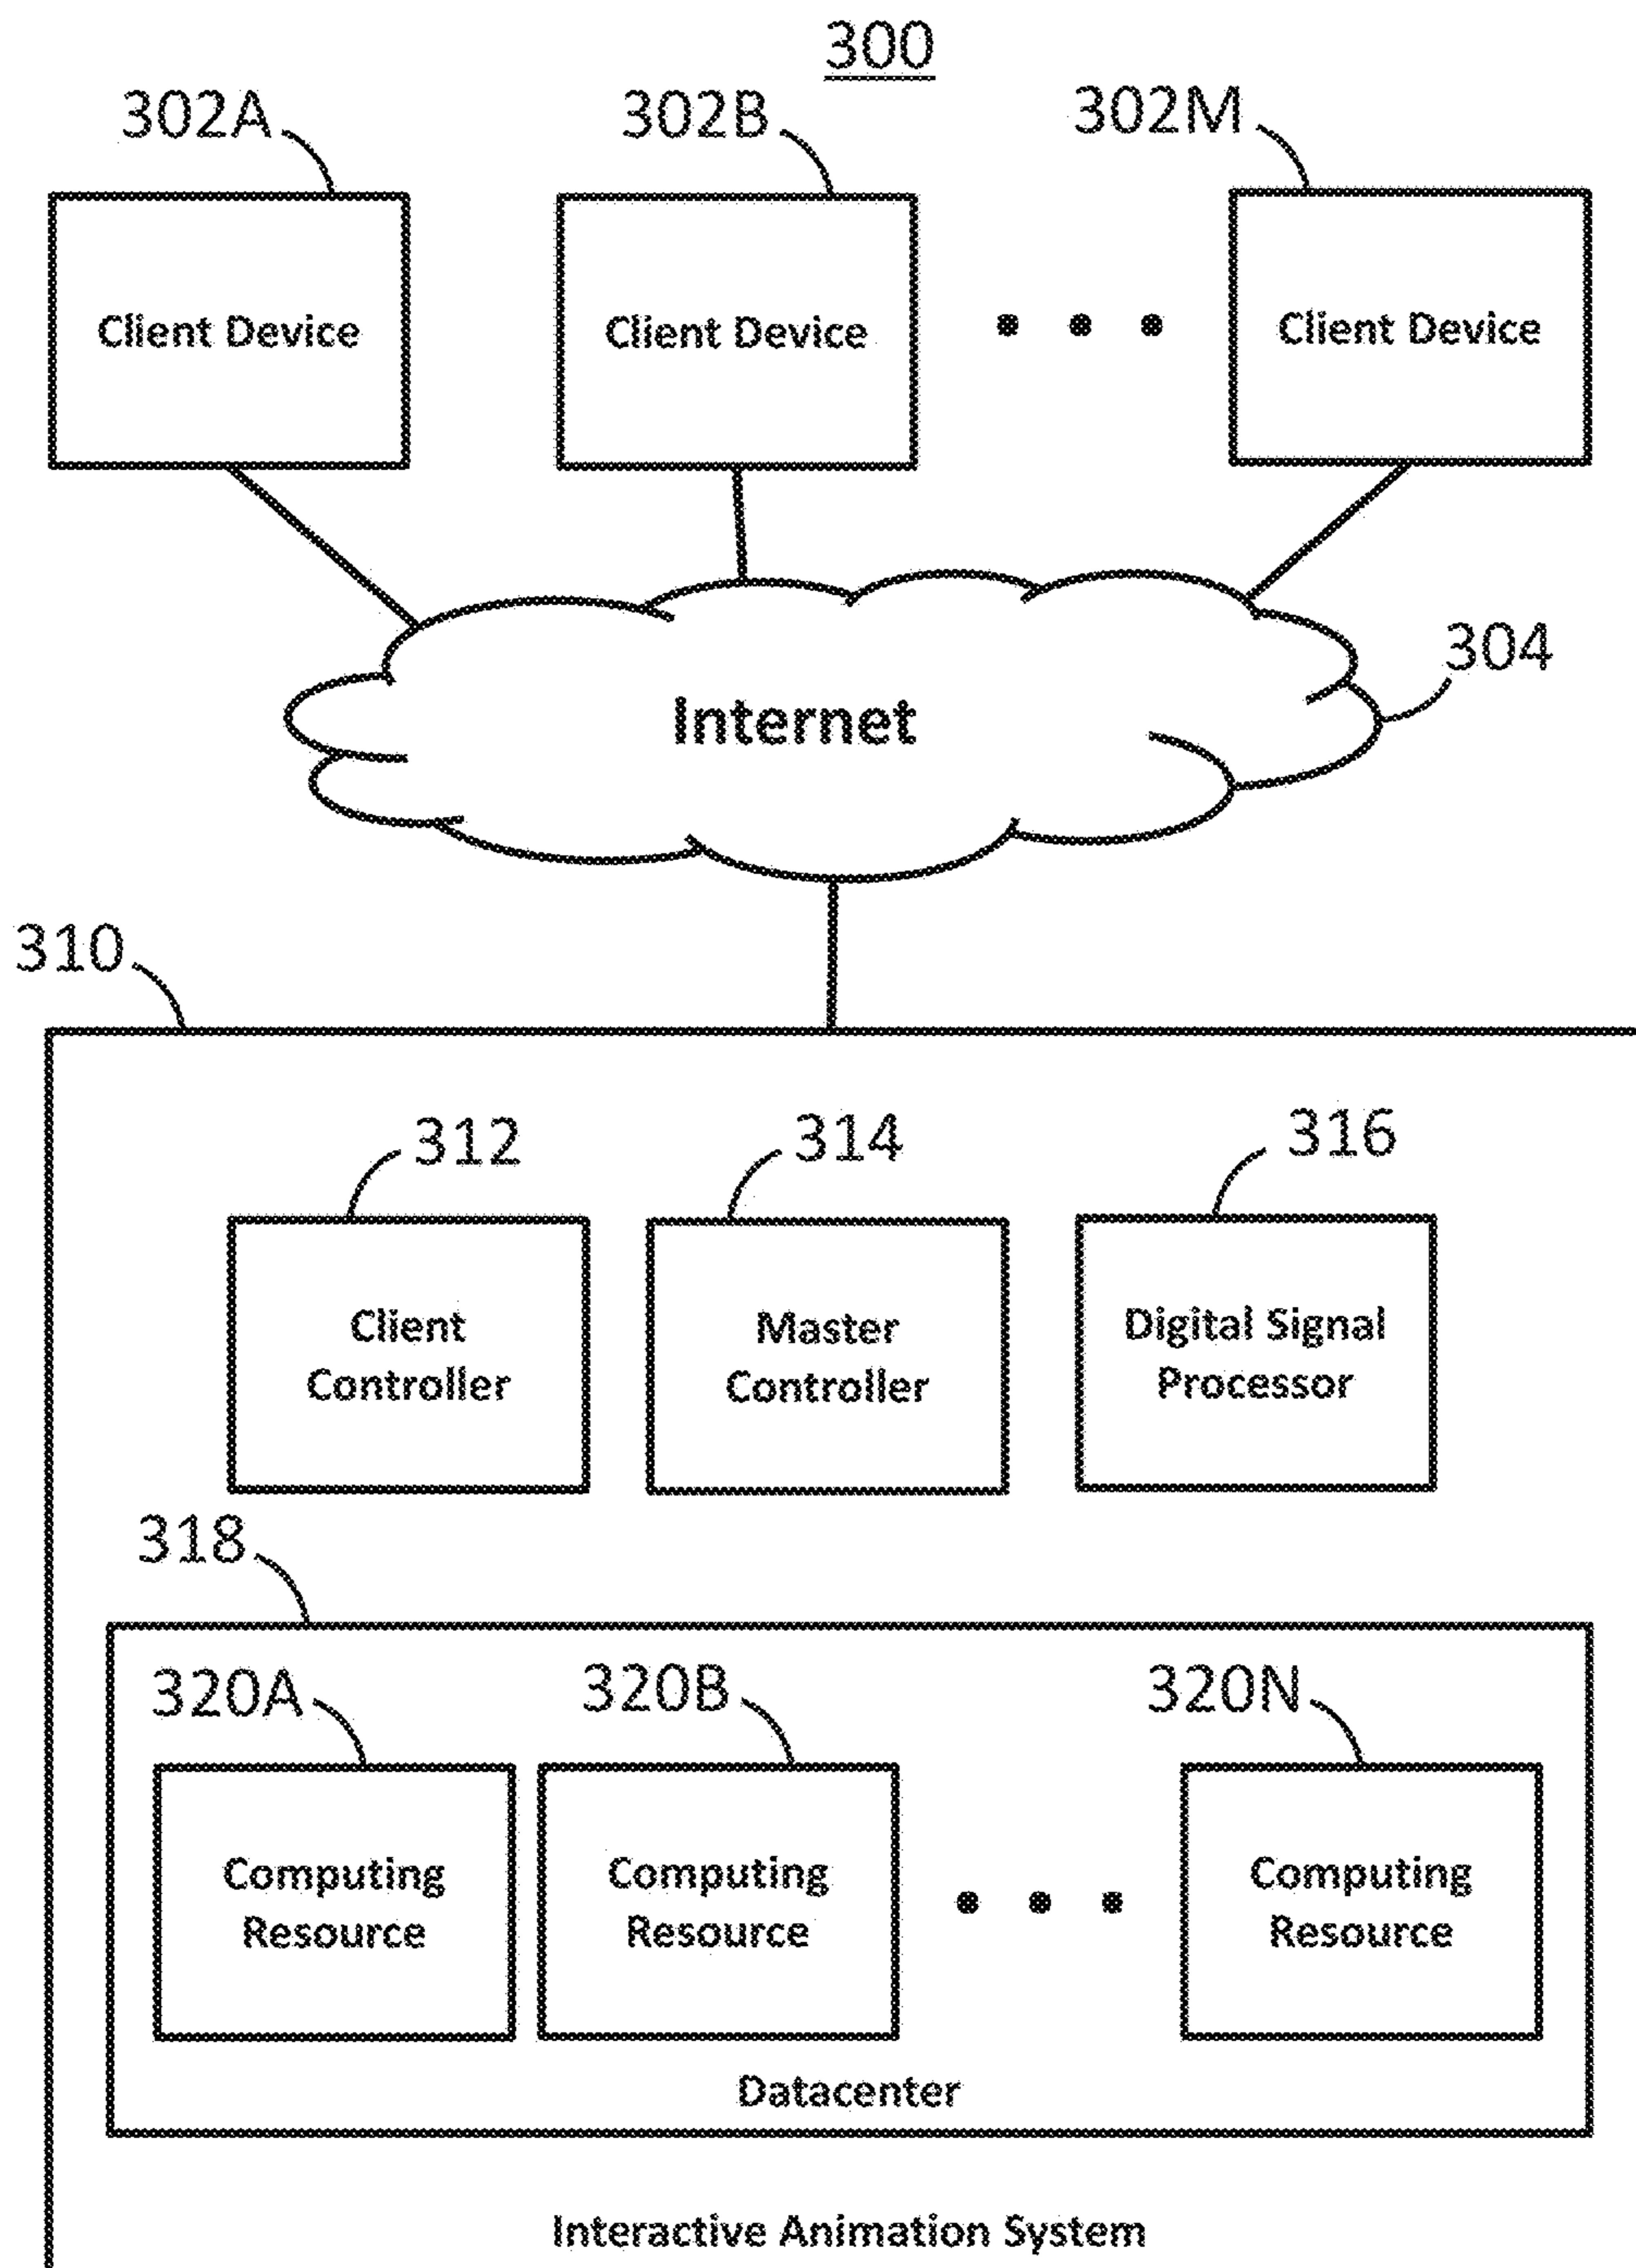 300
302A
302B
302M
Client Device
Client Device
Client Device
304
Internet
310
312
314
316
Client
Controller
Master
Controller
Digital Signal
Processor
318
320A
320B
320N
Computing
Resource
Computing
Resource
Computing
Resource
Datacenter
Interactive Animation System